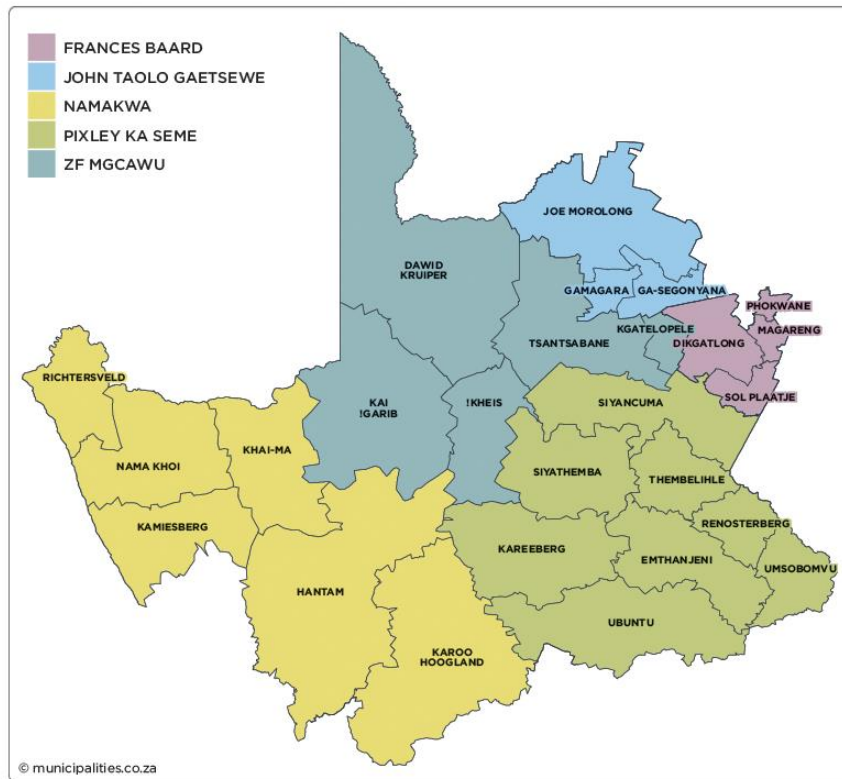 FRANCES BAARD
JOHN TAOLO GAETSEWE
NAMAKWA
PIXLEY KA SEME
ZF MGCAWU
JOE MOROLONG
DAWID
KRUIPER
GAMAGARA
GA-SEGONYANA
PHOKWANE
KGATELOPELE
MAGARENG
TSANTSABANE
DIKGATLONG
RICHTERSVELD
SOL PLAATJE
KAI
!GARIB
!KHEIS
SIYANCUMA
KHAI-MA
NAMA KHOI
SIYATHEMBA
THEMBELIHLE
KAMIESBERG
RENOSTERBERG
KAREEBERG
EMTHANJENI
UMSOBOMVU
HANTAM
UBUNTU
KAROO
HOOGLAND
© municipalities.co.za